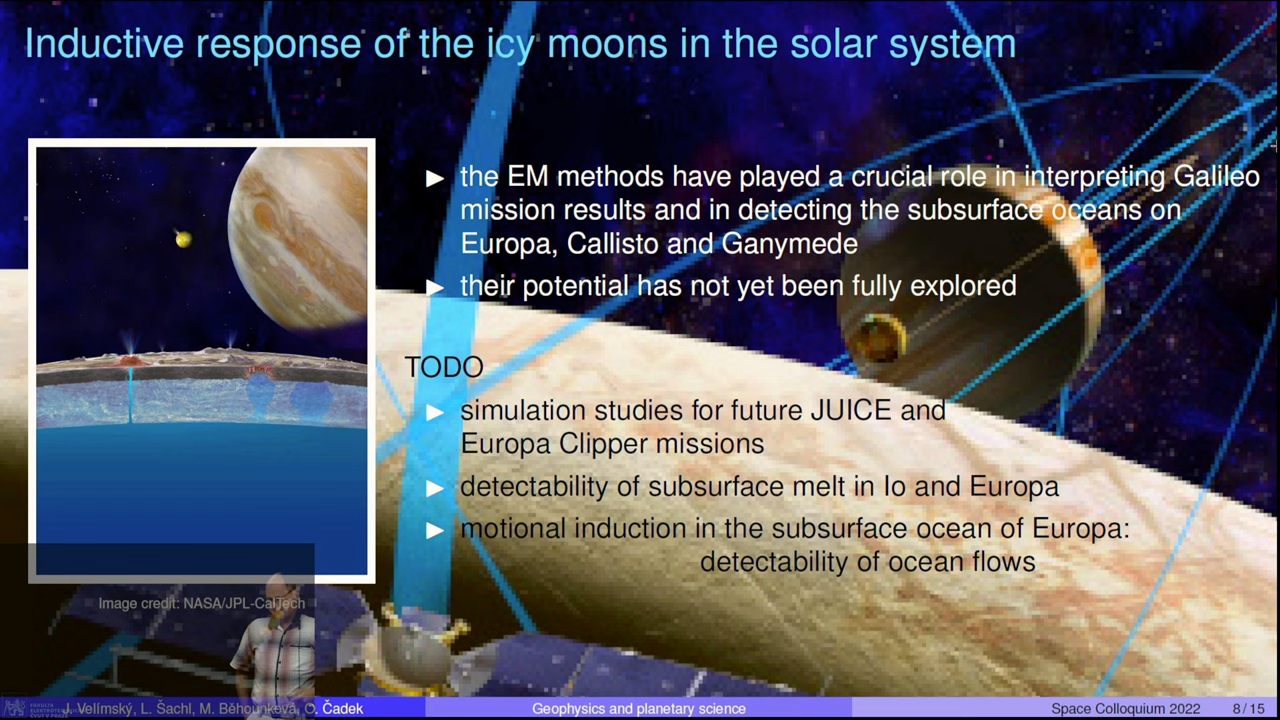 Inductive response of the icy moons in the solar system
▶ the EM methods have played a crucial role in interpreting Galileo
mission results and in detecting the subsurface oceans on
Europa, Callisto and Ganymede
▶ their potential has not yet been fully explored
TODO
▶ simulation studies for future JUICE and
Europa Clipper missions
▶ detectability of subsurface melt in Io and Europa
▶ motional induction in the subsurface ocean of Europa:
detectability of ocean flows
Image credit: NASA/JPL-CalTech
J. Velímský, L. Šachl, M. Běhounková, O. Čadek
Geophysics and planetary science
Space Colloquium 2022
8 / 15